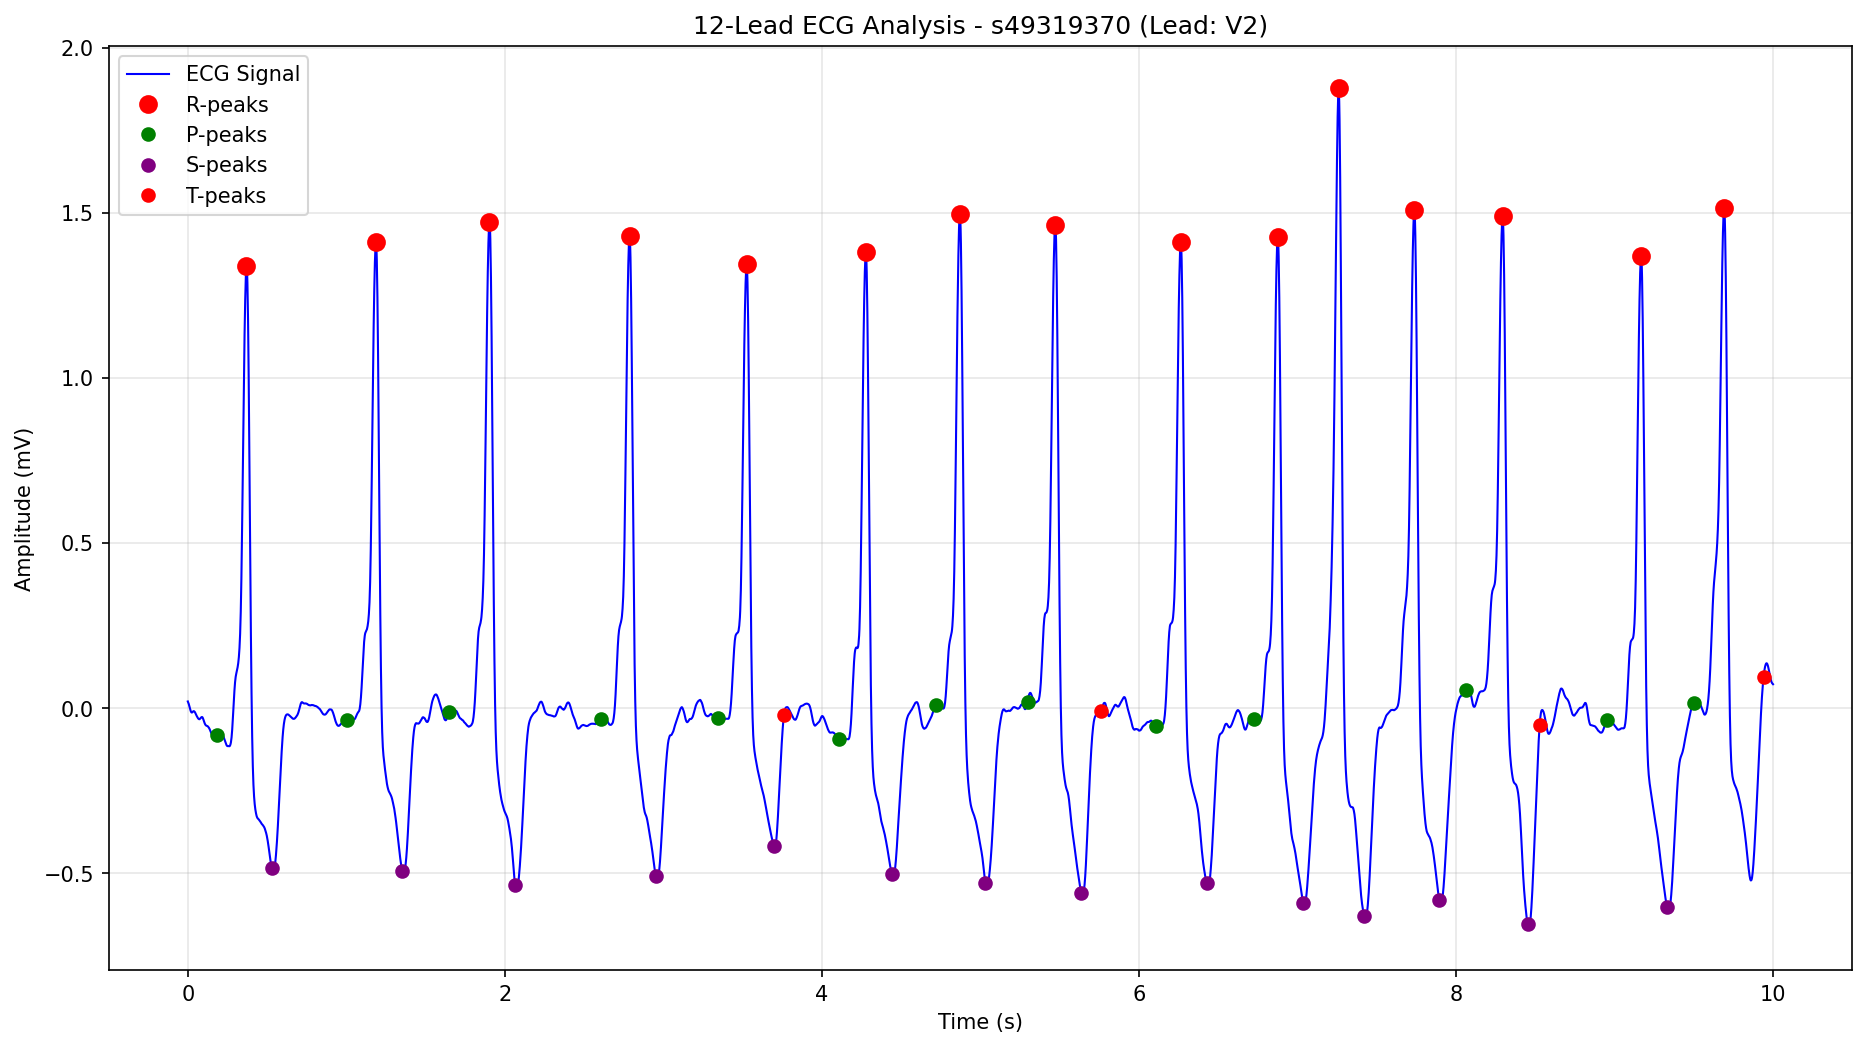 12-Lead ECG Analysis - s49319370 (Lead: V2)
ECG Signal
R-peaks
P-peaks
S-peaks
T-peaks
Amplitude (mV)
2.0
1.5
1.0
0.5
0.0
−0.5
0 2 4 6 8 10
Time (s)